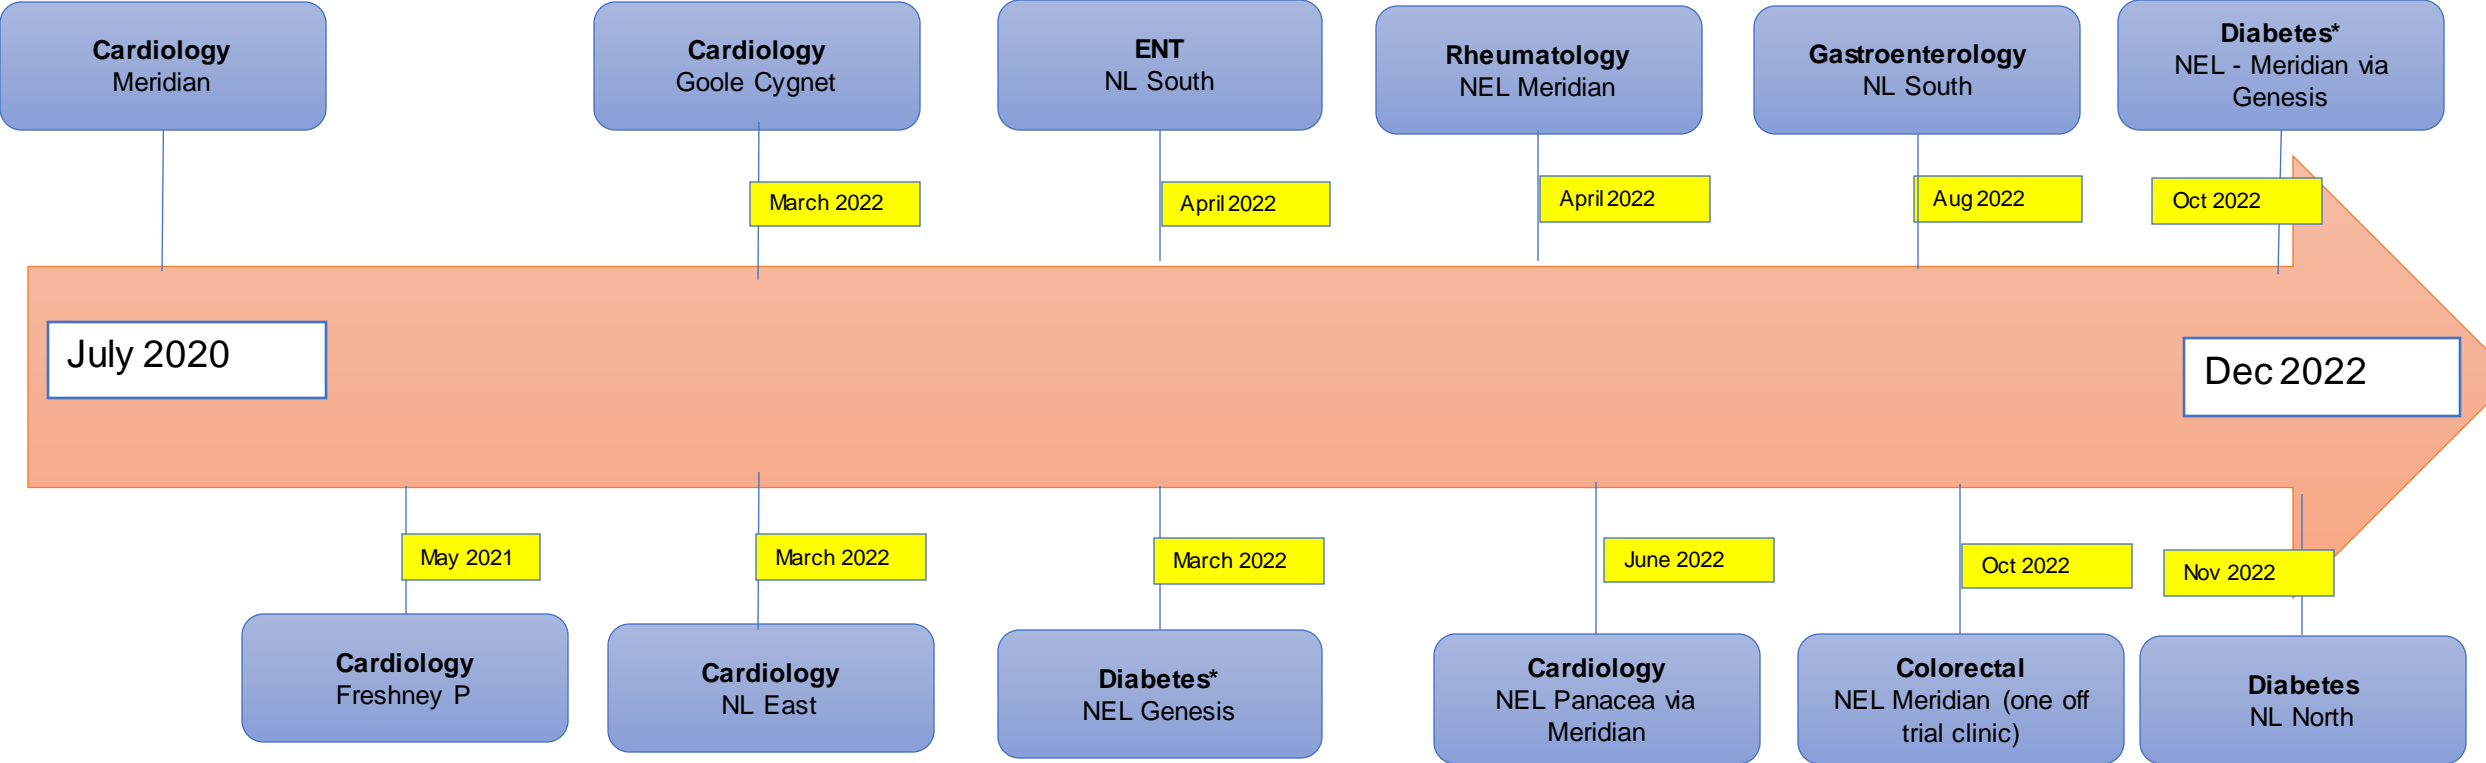 Cardiology
Meridian
Cardiology
Goole Cygnet
ENT
NL South
Rheumatology
NEL Meridian
Gastroenterology
NL South
Diabetes*
NEL - Meridian via
Genesis
March 2022
April 2022
April 2022
Aug 2022
Oct 2022
July 2020
Dec 2022
May 2021
March 2022
March 2022
June 2022
Oct 2022
Nov 2022
Cardiology
Freshney P
Cardiology
NL East
Diabetes*
NEL Genesis
Cardiology
NEL Panacea via
Meridian
Colorectal
NEL Meridian (one off
trial clinic)
Diabetes
NL North